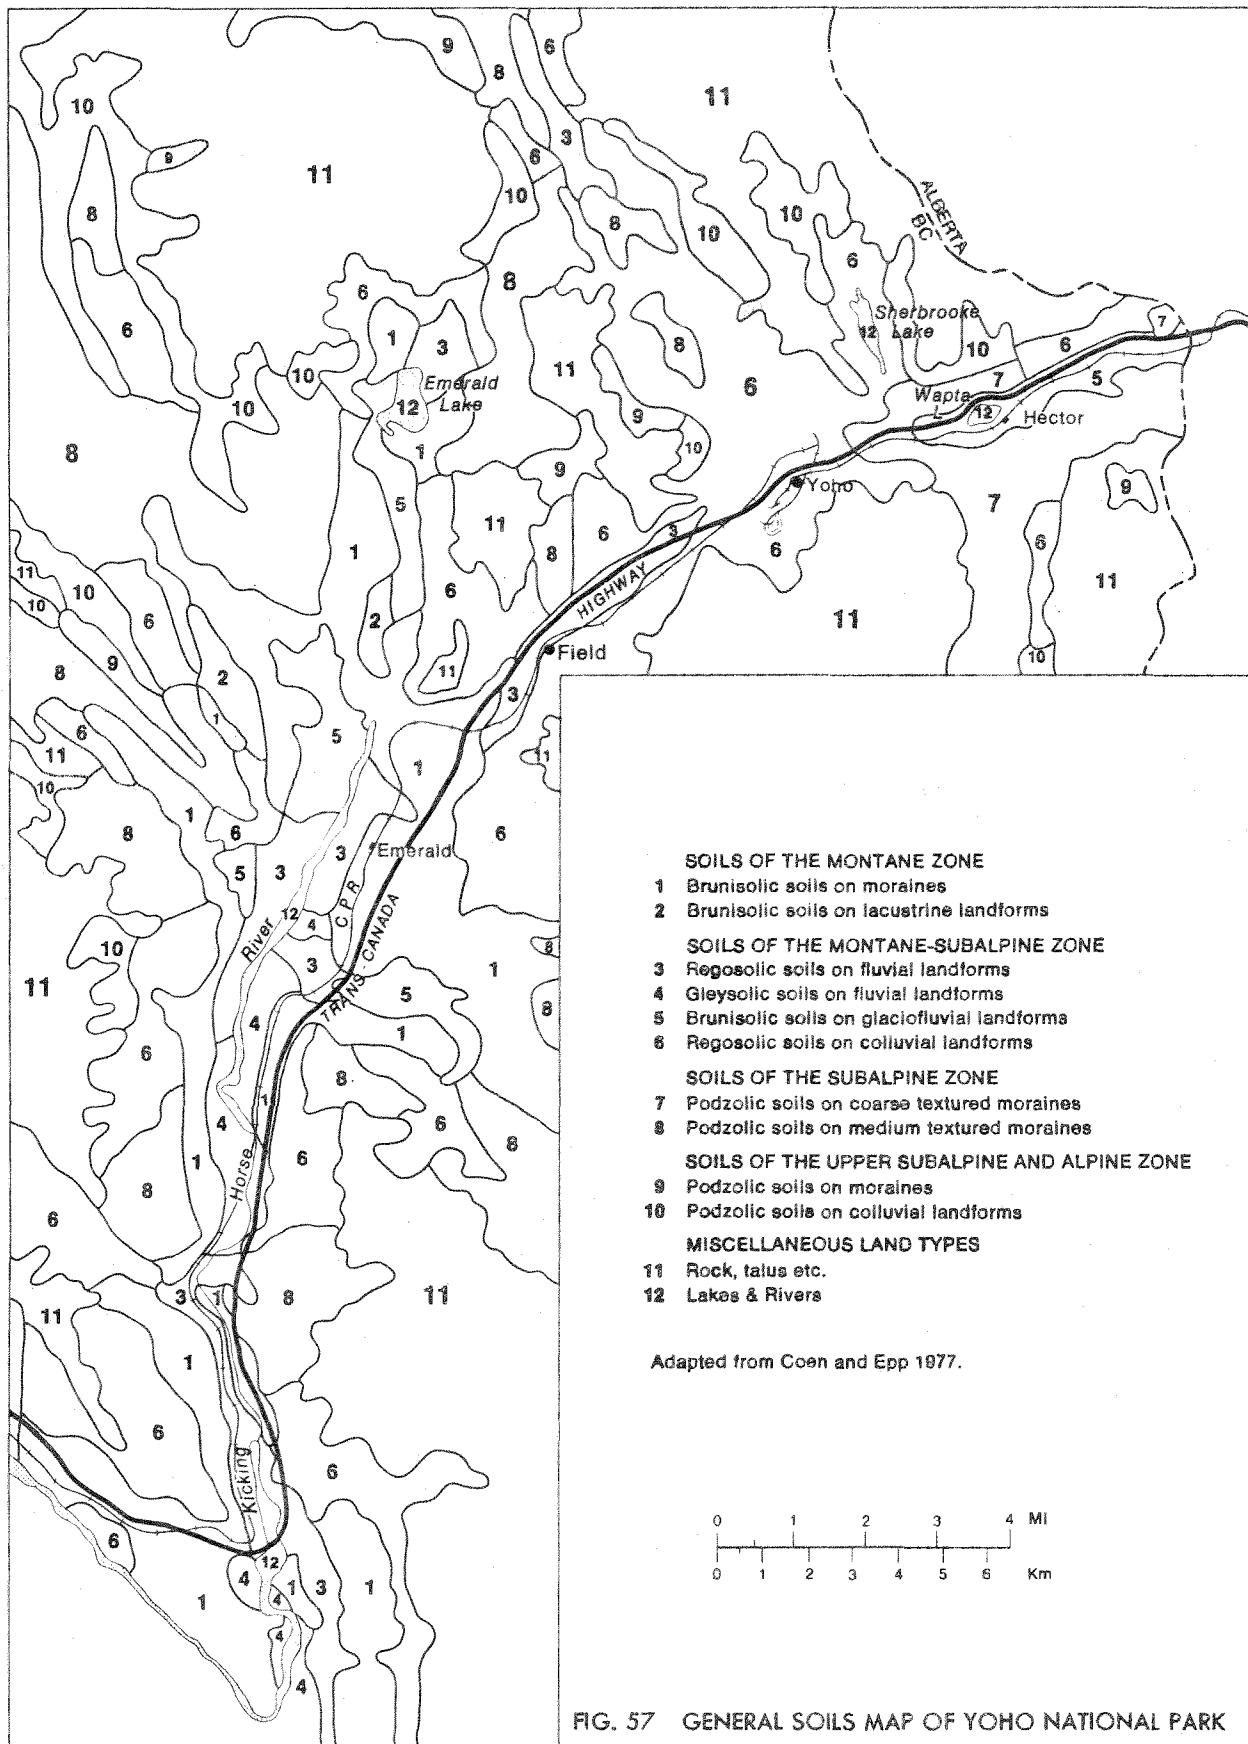 9
6
8
11
10
3
9
6
11
10
ALBERTA
BC
8
8
10
10
6
8
6
Sherbrooke
Lake
12
7
1
3
8
10
6
11
10
Emerald
Lake
12
6
7
5
Wapta
L
12
Hector
10
9
10
8
1
9
Yoho
9
5
11
7
6
3
1
8
6
6
11
10
6
11
10
HIGHWAY
11
2
6
9
11
Field
10
8
2
3
1
6
5
11
11
1
10
1
6
8
6
3
Emerald
5
3
CPR
12
4
River
TRANS-CANADA
10
8
3
1
11
5
8
4
1
6
8
1
4
6
8
1
6
Horse
8
6
3
1
8
11
11
1
6
Kicking
6
6
12
4
1
3
1
1
4
4
4
SOILS OF THE MONTANE ZONE
1 Brunisolic soils on moraines
2 Brunisolic soils on lacustrine landforms
SOILS OF THE MONTANE-SUBALPINE ZONE
3 Regosolic soils on fluvial landforms
4 Gleysolic soils on fluvial landforms
5 Brunisolic soils on glaciofluvial landforms
6 Regosolic soils on colluvial landforms
SOILS OF THE SUBALPINE ZONE
7 Podzolic soils on coarse textured moraines
8 Podzolic soils on medium textured moraines
SOILS OF THE UPPER SUBALPINE AND ALPINE ZONE
9 Podzolic soils on moraines
10 Podzolic soils on colluvial landforms
MISCELLANEOUS LAND TYPES
11 Rock, talus etc.
12 Lakes & Rivers
Adapted from Coen and Epp 1977.
0 1 2 3 4 MI
0 1 2 3 4 5 6 Km
FIG. 57 GENERAL SOILS MAP OF YOHO NATIONAL PARK